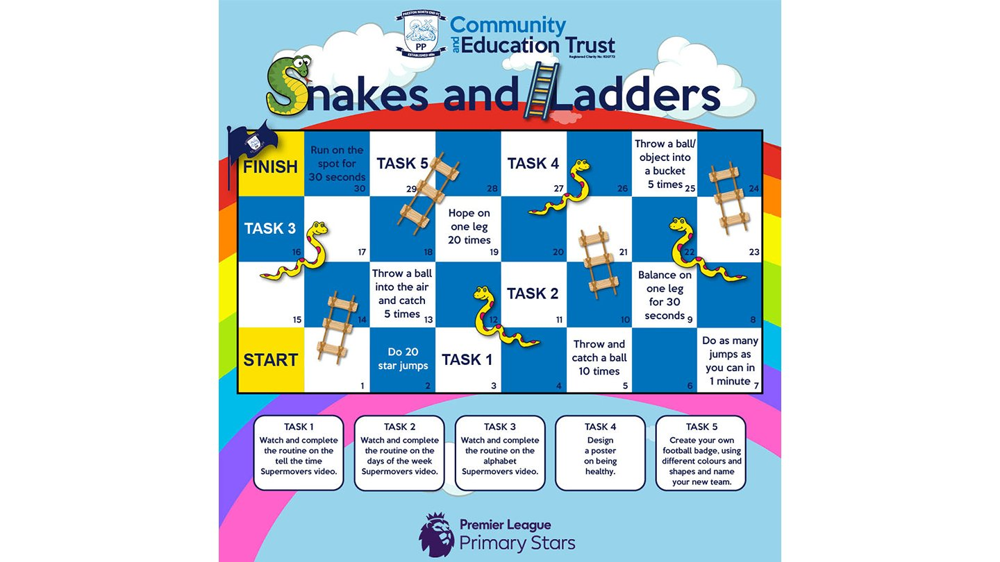 PRESTON NORTH END FC
PP
ESTABLISHED 1880
Community
and Education Trust
Registered Charity No: 1130773
Snakes and Ladders
FINISH
Run on the
spot for
30 seconds
30
TASK 5
29
28
TASK 4
27
26
Throw a ball/
object into
a bucket
5 times
25
24
TASK 3
16
17
18
Hope on
one leg
20 times
19
20
21
22
23
15
14
Throw a ball
into the air
and catch
5 times
13
12
TASK 2
11
10
Balance on
one leg
for 30
seconds
9
8
START
1
Do 20
star jumps
2
TASK 1
3
4
Throw and
catch a ball
10 times
5
6
Do as many
jumps as
you can in
1 minute
7
TASK 1
Watch and complete
the routine on the
tell the time
Supermovers video.
TASK 2
Watch and complete
the routine on the
days of the week
Supermovers video.
TASK 3
Watch and complete
the routine on the
alphabet
Supermovers video.
TASK 4
Design
a poster
on being
healthy.
TASK 5
Create your own
football badge, using
different colours and
shapes and name
your new team.
Premier League
Primary Stars